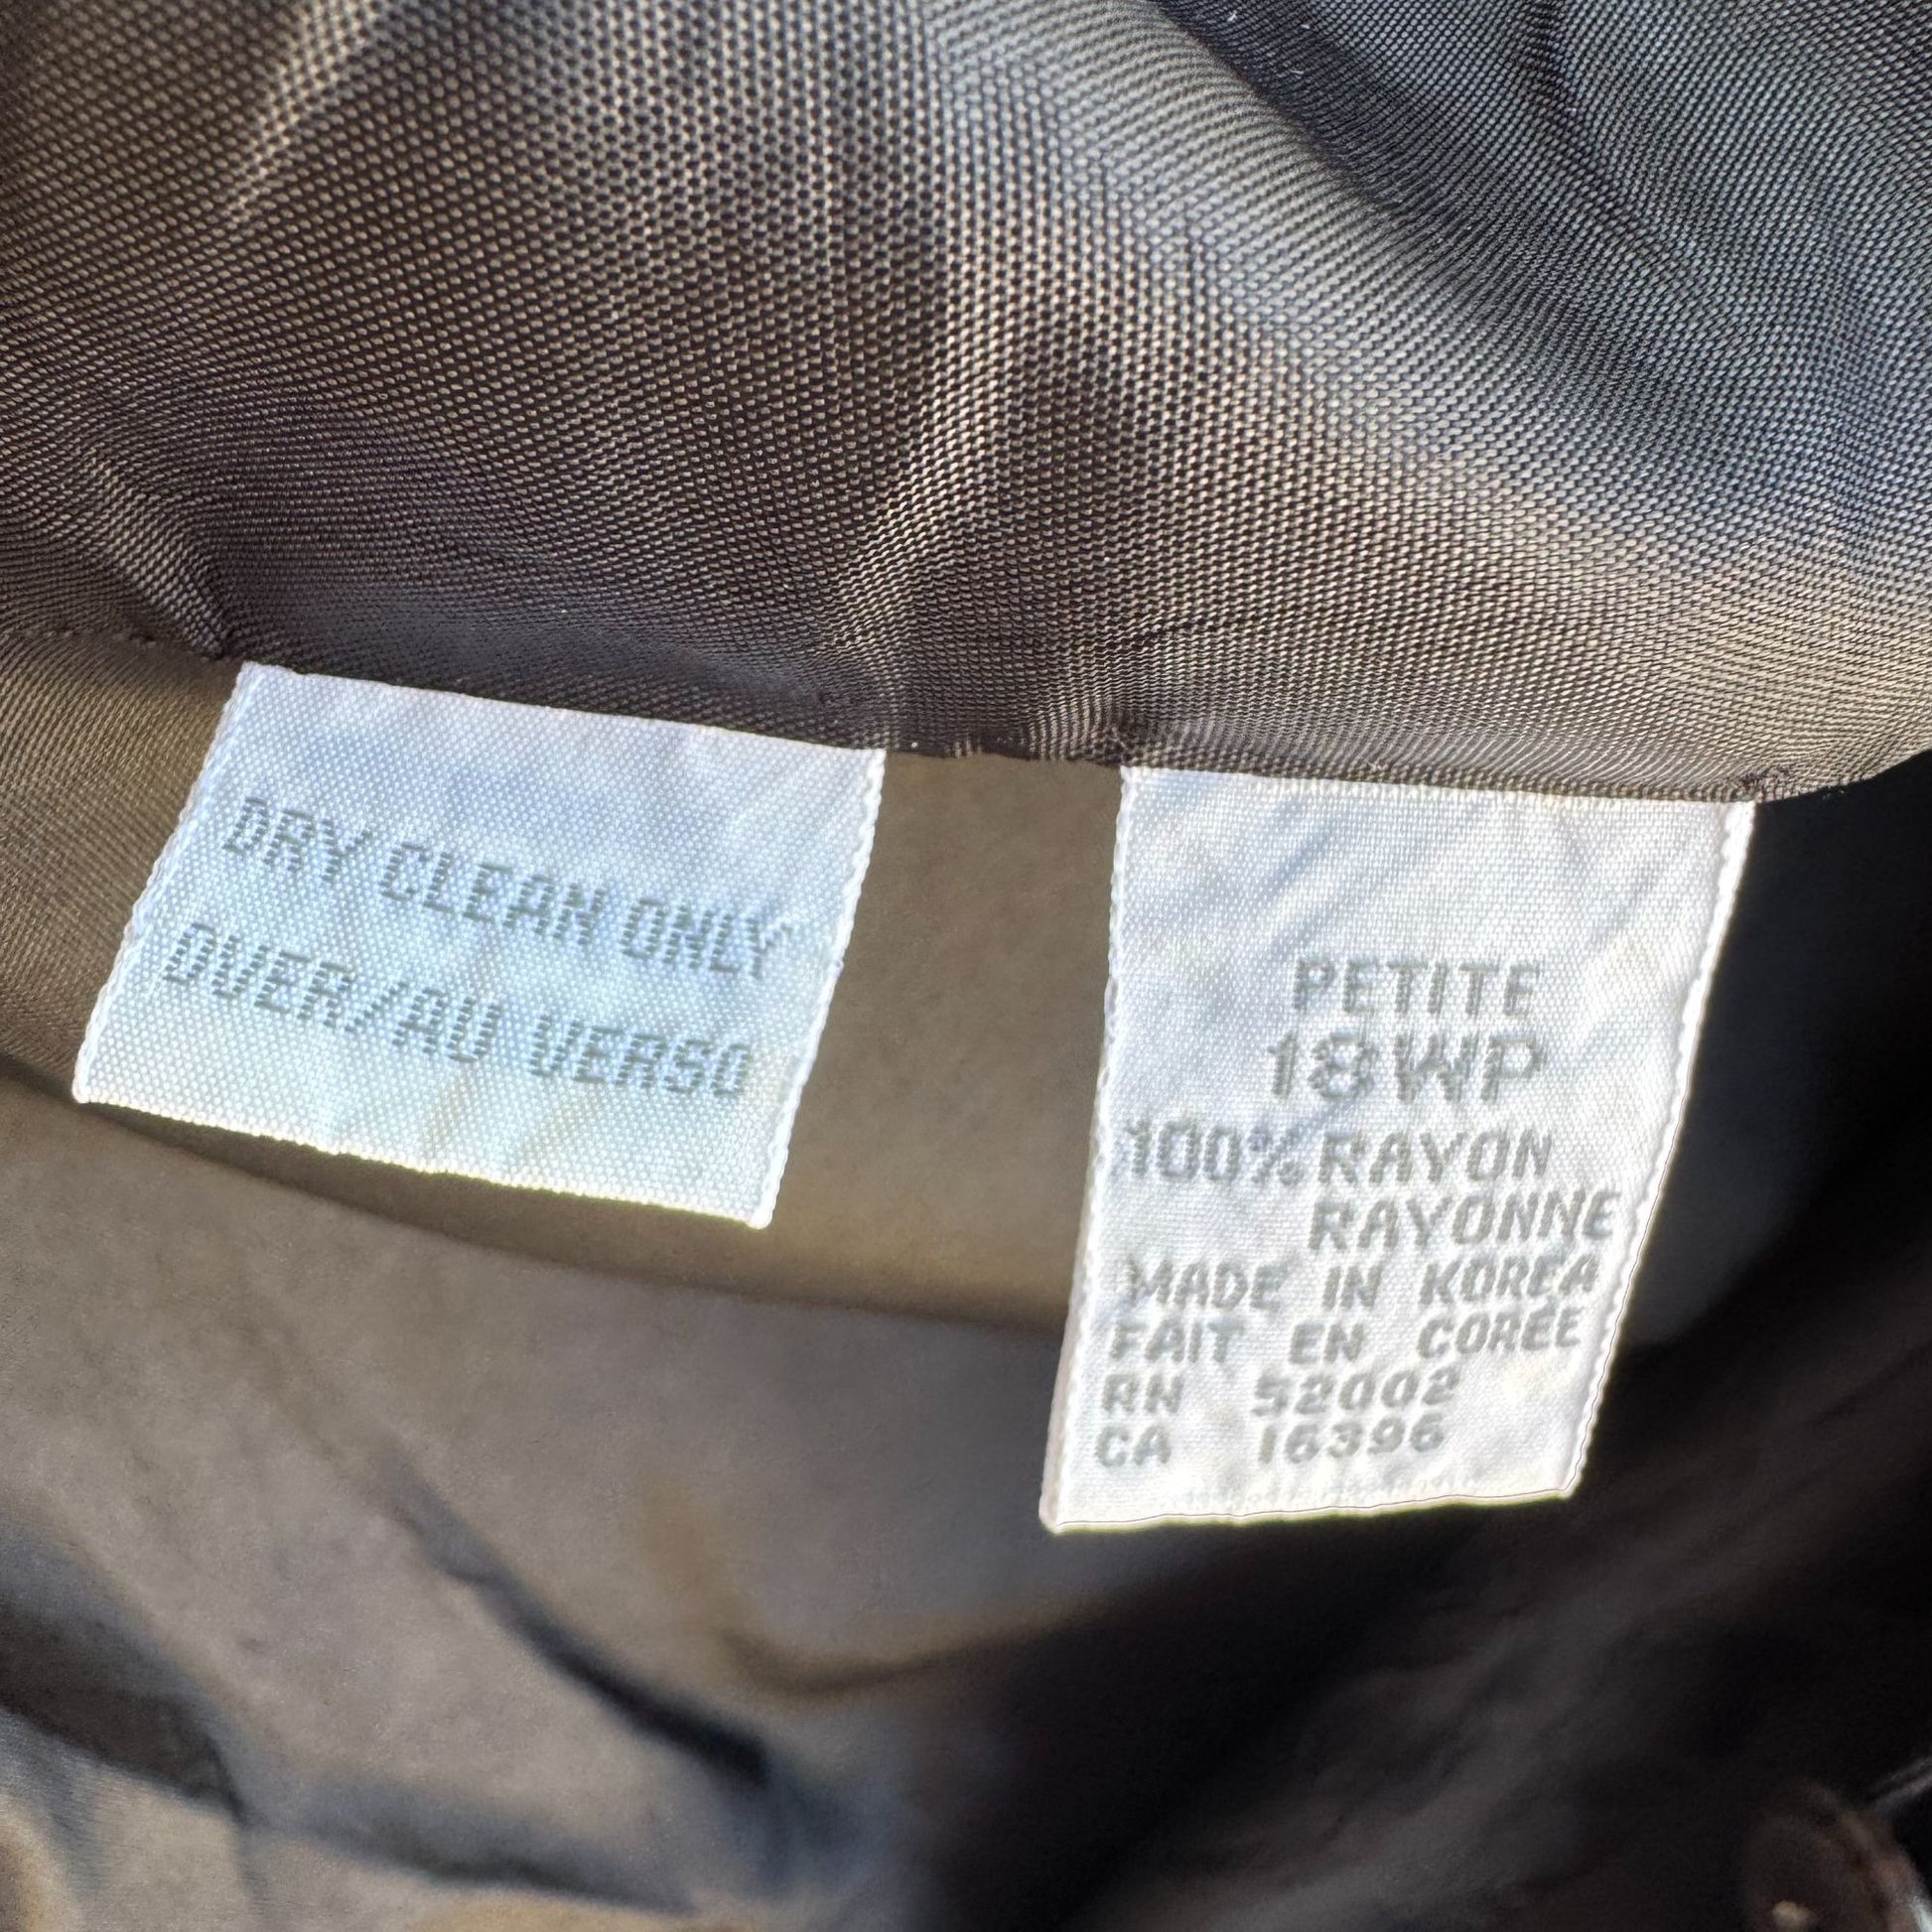 DRY CLEAN ONLY
OVER/AU VERSO
PETITE
18WP
100% RAYON
RAYONNE
MADE IN KOREA
FAIT EN CORÉE
RN 52002
CA 16396